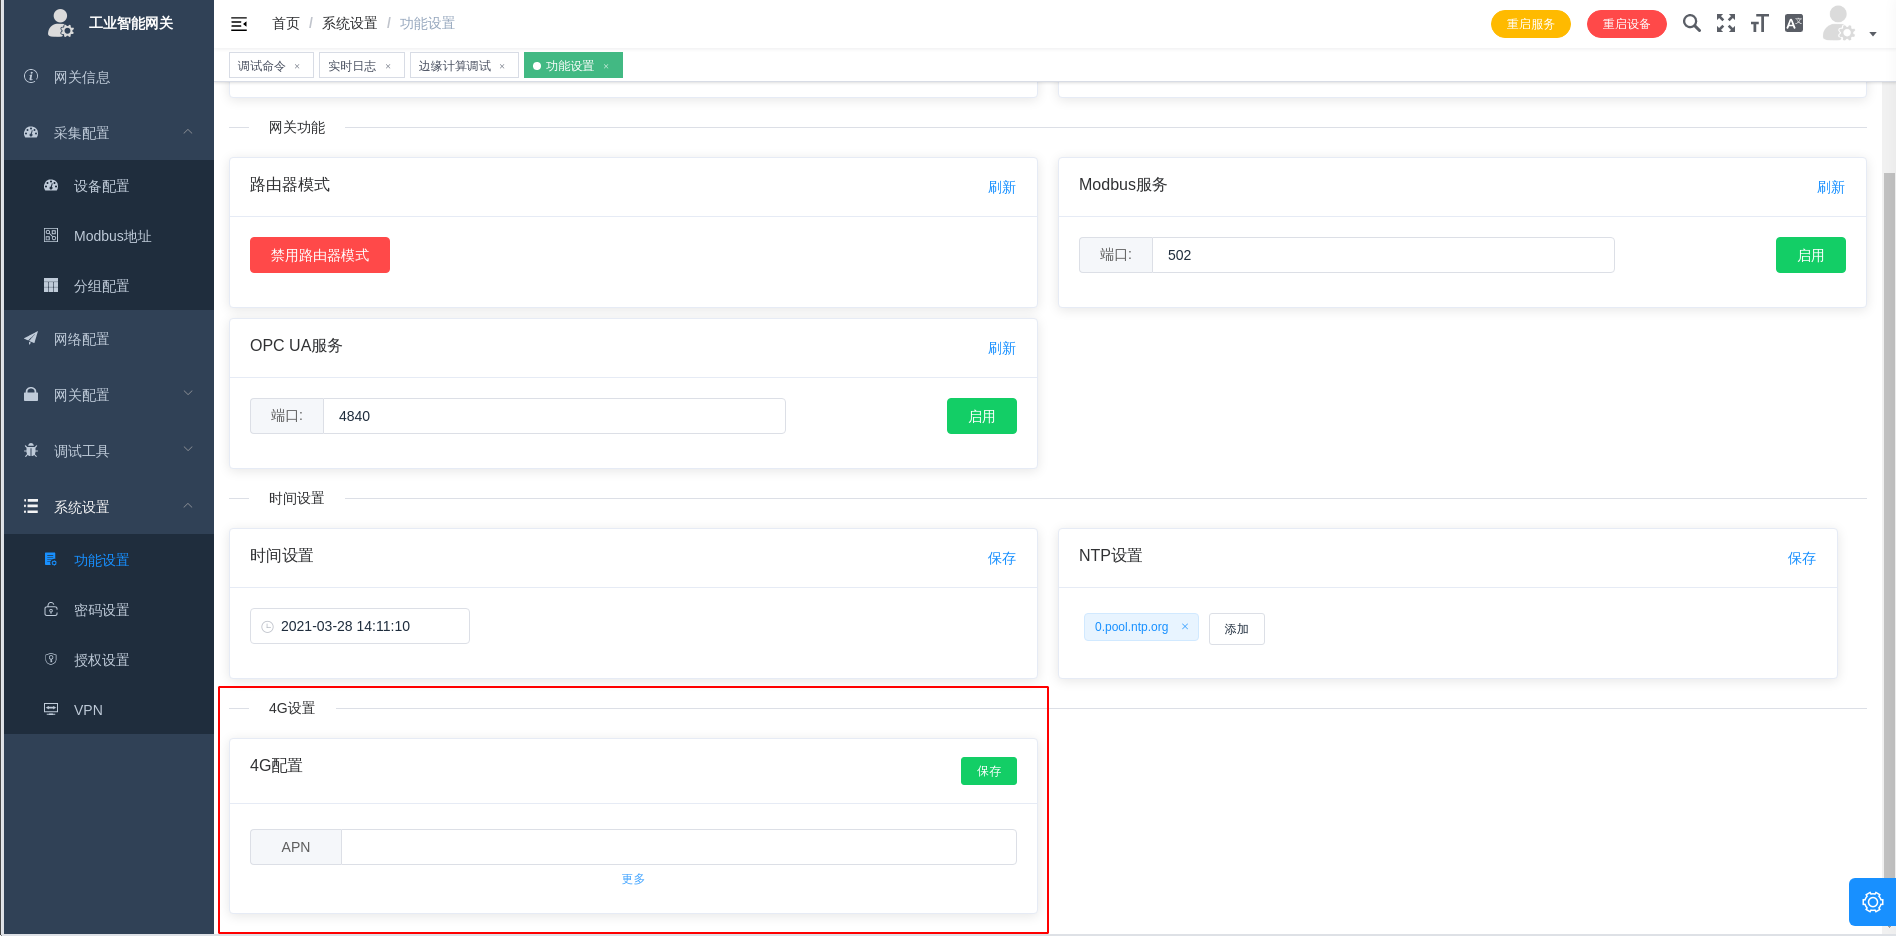 工业智能网关
首页 / 系统设置 / 功能设置
重启服务
重启设备
调试命令 ×
实时日志 ×
边缘计算调试 ×
功能设置 ×
网关信息
采集配置
设备配置
Modbus地址
分组配置
网络配置
网关配置
调试工具
系统设置
功能设置
密码设置
授权设置
VPN
网关功能
路由器模式
刷新
禁用路由器模式
Modbus服务
刷新
端口:
502
启用
OPC UA服务
刷新
端口:
4840
启用
时间设置
时间设置
保存
2021-03-28 14:11:10
NTP设置
保存
0.pool.ntp.org ×
添加
4G设置
4G配置
保存
APN
更多